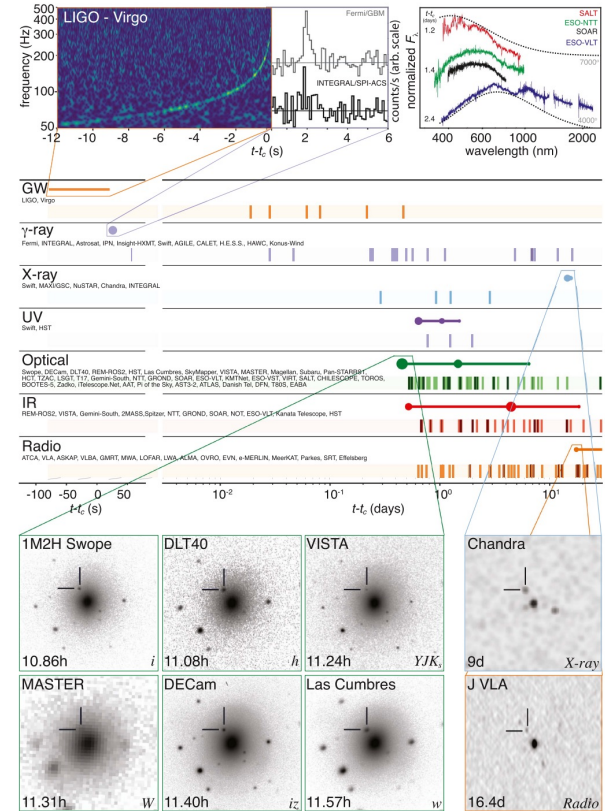 LIGO - Virgo
frequency (Hz)
500
400
300
200
100
50
-12 -10 -8 -6 -4 -2 0 2 4 6
t-tc (s)
Fermi/GBM
INTEGRAL/SPI-ACS
counts/s (arb. scale)
normalized Fλ
t-tc
(days)
1.2
1.4
2.4
SALT
ESO-NTT
SOAR
ESO-VLT
7000°
4000°
400 600 1000 2000
wavelength (nm)
GW
LIGO, Virgo
γ-ray
Fermi, INTEGRAL, Astrosat, IPN, Insight-HXMT, Swift, AGILE, CALET, H.E.S.S., HAWC, Konus-Wind
X-ray
Swift, MAXI/GSC, NuSTAR, Chandra, INTEGRAL
UV
Swift, HST
Optical
Swope, DECam, DLT40, REM-ROS2, HST, Las Cumbres, SkyMapper, VISTA, MASTER, Magellan, Subaru, Pan-STARRS1,
HCT, TZAC, LSGT, T17, Gemini-South, NTT, GROND, SOAR, ESO-VLT, KMTNet, ESO-VST, VIRT, SALT, CHILESCOPE, TOROS,
BOOTES-5, Zadko, iTelescope.Net, AAT, Pi of the Sky, AST3-2, ATLAS, Danish Tel, DFN, T80S, EABA
IR
REM-ROS2, VISTA, Gemini-South, 2MASS,Spitzer, NTT, GROND, SOAR, NOT, ESO-VLT, Kanata Telescope, HST
Radio
ATCA, VLA, ASKAP, VLBA, GMRT, MWA, LOFAR, LWA, ALMA, OVRO, EVN, e-MERLIN, MeerKAT, Parkes, SRT, Effelsberg
-100 -50 0 50 10-2 10-1 100 101
t-tc (s) t-tc (days)
1M2H Swope
10.86h i
DLT40
11.08h h
VISTA
11.24h YJKs
Chandra
9d X-ray
MASTER
11.31h W
DECam
11.40h iz
Las Cumbres
11.57h w
J VLA
16.4d Radio